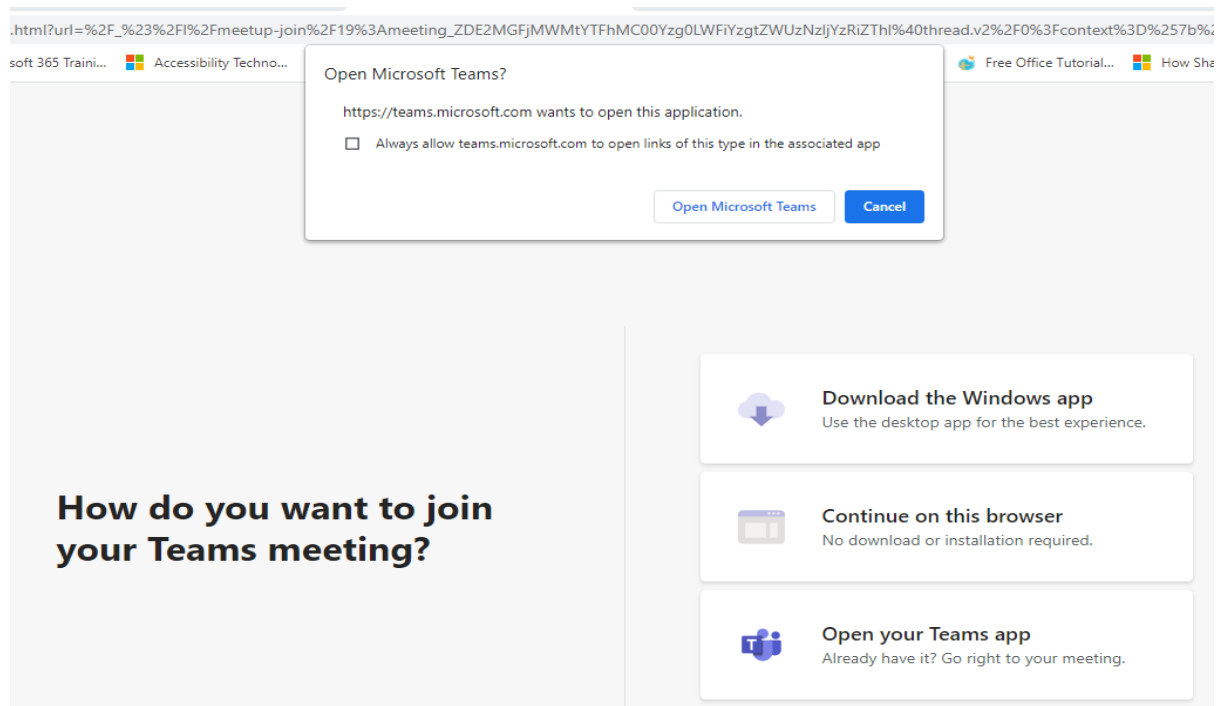 .html?url=%2F_%23%2Fl%2Fmeetup-join%2F19%3Ameeting_ZDE2MGFjMWMtYTFhMC00Yzg0LWFiYzgtZWUzNzljYzRiZThl%40thread.v2%2F0%3Fcontext%3D%257b%2
soft 365 Traini... Accessibility Techno... Free Office Tutorial... How Sha
Open Microsoft Teams?
https://teams.microsoft.com wants to open this application.
Always allow teams.microsoft.com to open links of this type in the associated app
Open Microsoft Teams Cancel
How do you want to join
your Teams meeting?
Download the Windows app
Use the desktop app for the best experience.
Continue on this browser
No download or installation required.
T
Open your Teams app
Already have it? Go right to your meeting.